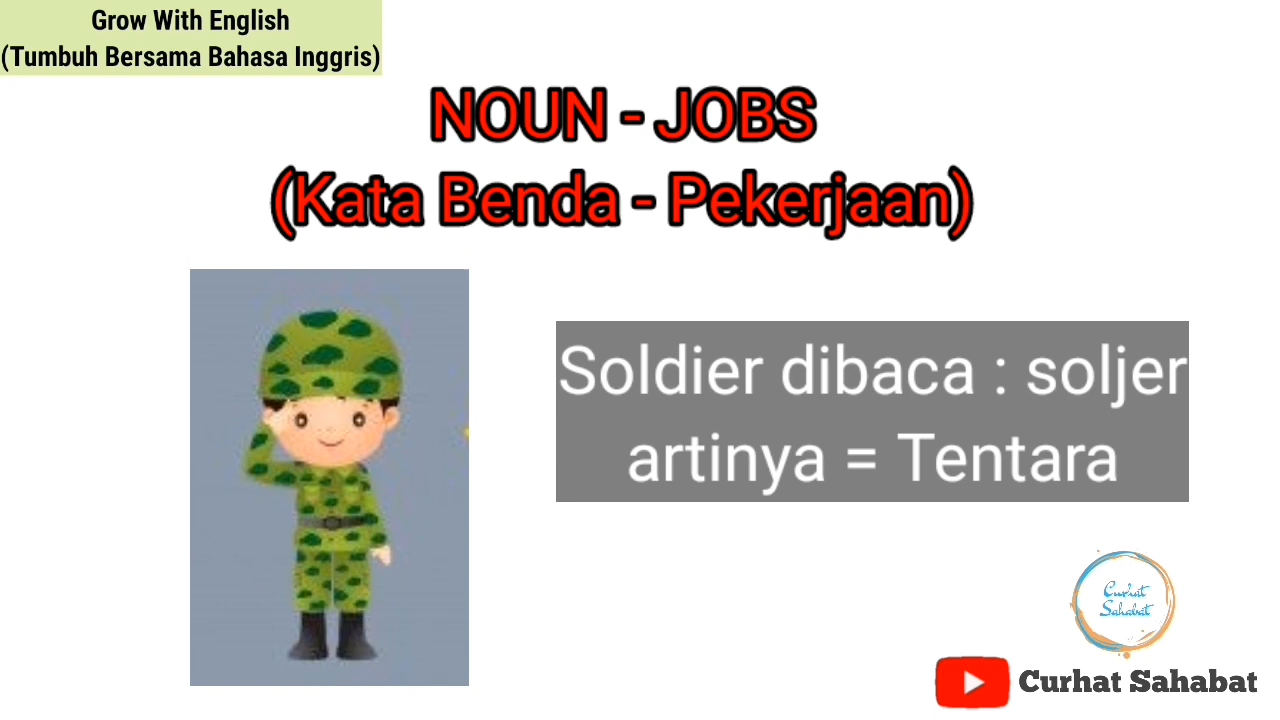 Grow With English
(Tumbuh Bersama Bahasa Inggris)
NOUN - JOBS
(Kata Benda - Pekerjaan)
Soldier dibaca : soljer
artinya = Tentara
Curhat
Sahabat
Curhat Sahabat